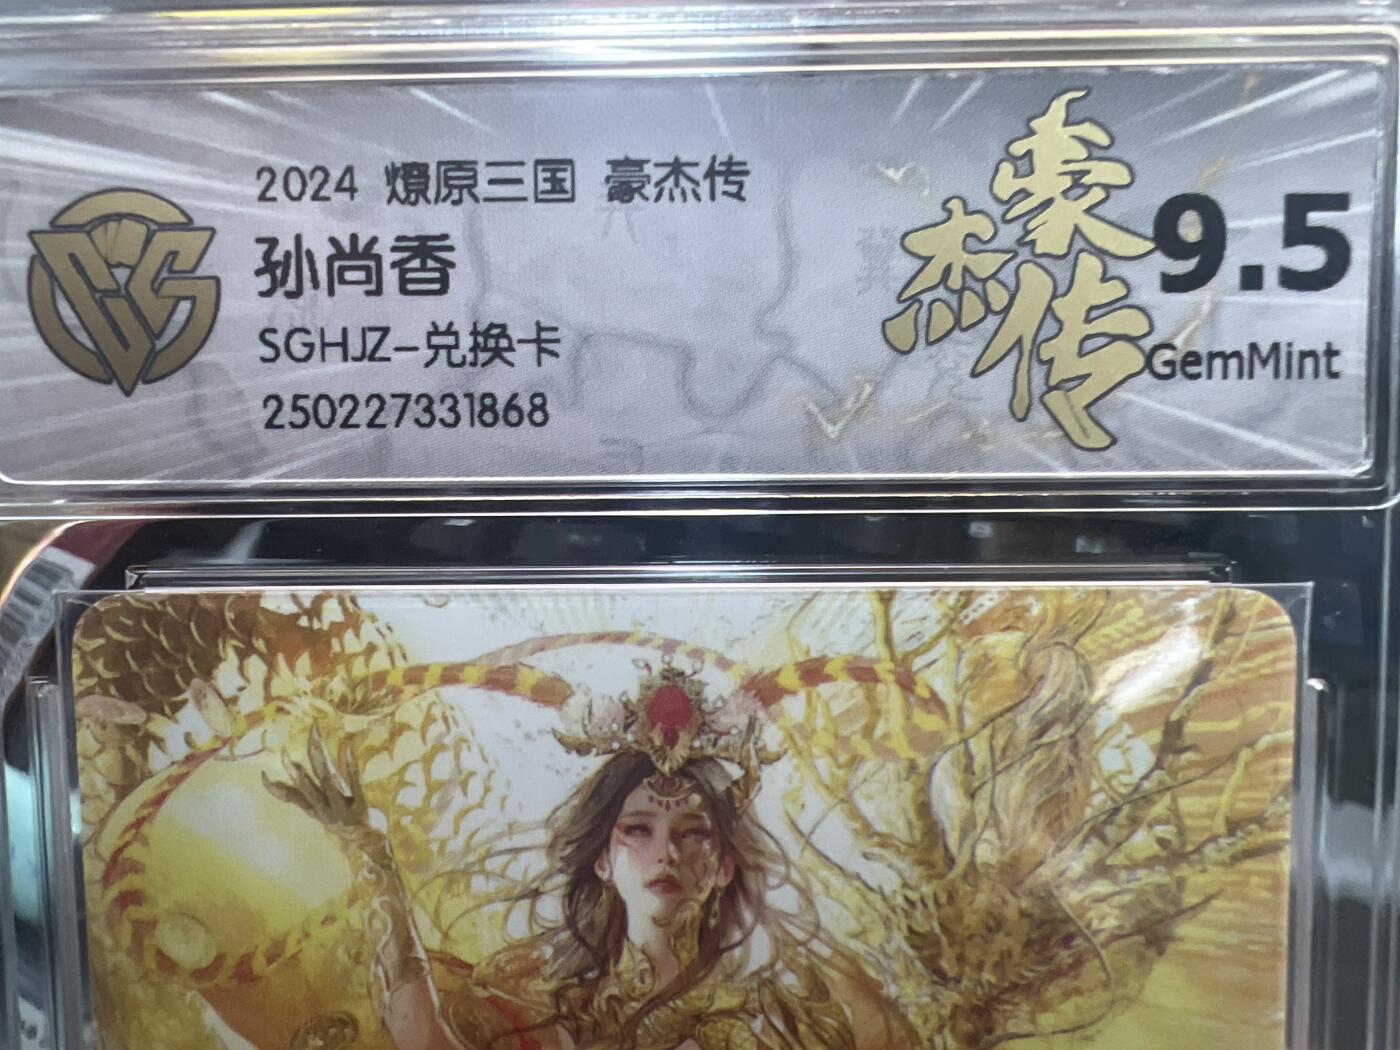 2024 燎原三国 豪杰传
孙尚香
SGHJZ-兑换卡
250227331868
豪杰传
9.5
GemMint